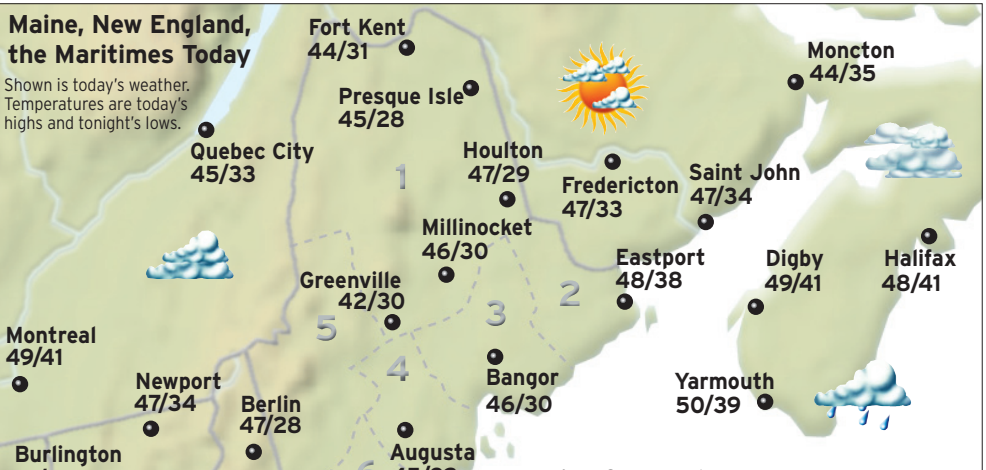 Maine, New England,
the Maritimes Today
Shown is today's weather.
Temperatures are today's
highs and tonight's lows.
Fort Kent
44/31
Moncton
44/35
Presque Isle
45/28
Quebec City
45/33
1
Houlton
47/29
Fredericton
47/33
Saint John
47/34
Millinocket
46/30
Eastport
48/38
Digby
49/41
Halifax
48/41
Greenville
42/30
2
3
5
4
Montreal
49/41
Bangor
46/30
Yarmouth
50/39
Newport
47/34
Berlin
47/28
Burlington
Augusta